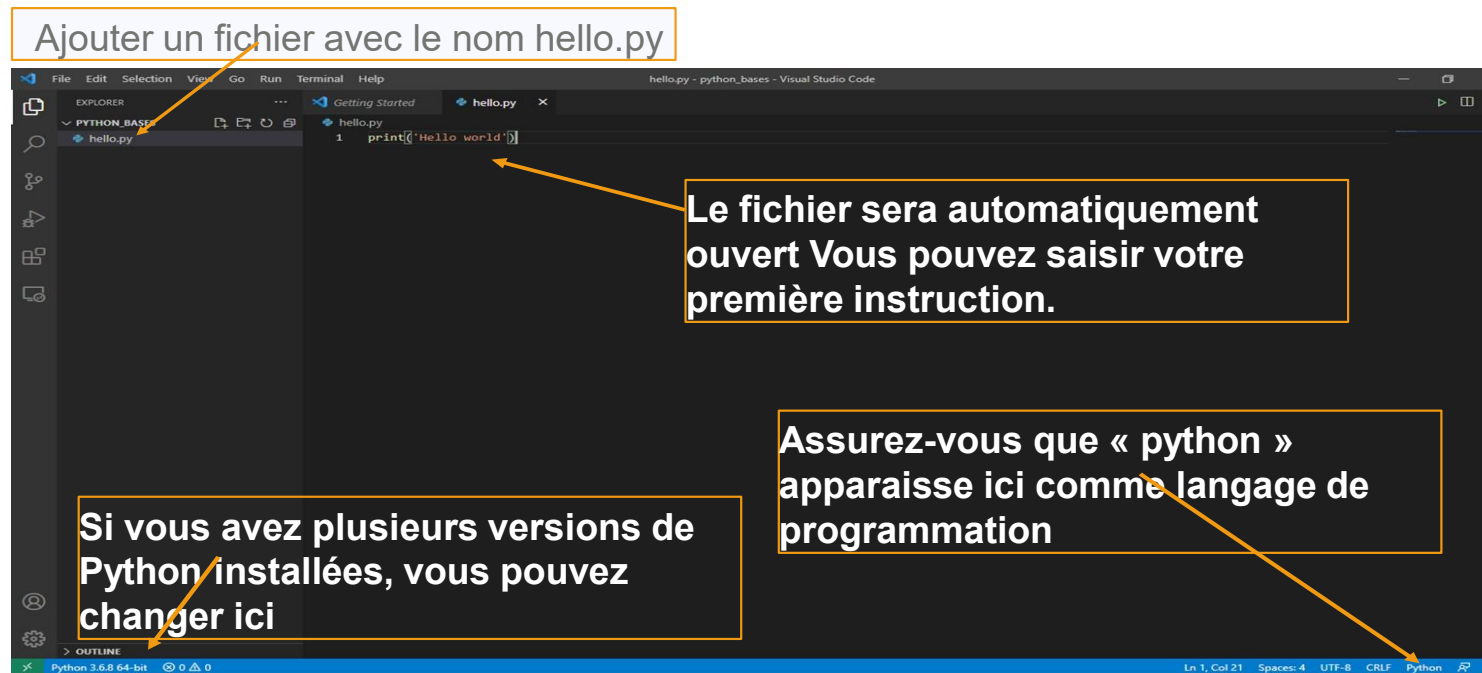 Ajouter un fichier avec le nom hello.py
File Edit Selection View Go Run Terminal Help
hello.py - python_bases - Visual Studio Code
EXPLORER
Getting Started
hello.py
PYTHON_BASES
hello.py
hello.py
1 print('Hello world')
Le fichier sera automatiquement
ouvert Vous pouvez saisir votre
première instruction.
Assurez-vous que « python »
apparaisse ici comme langage de
programmation
Si vous avez plusieurs versions de
Python installées, vous pouvez
changer ici
OUTLINE
Python 3.6.8 64-bit 0 0
Ln 1, Col 21 Spaces: 4 UTF-8 CRLF Python